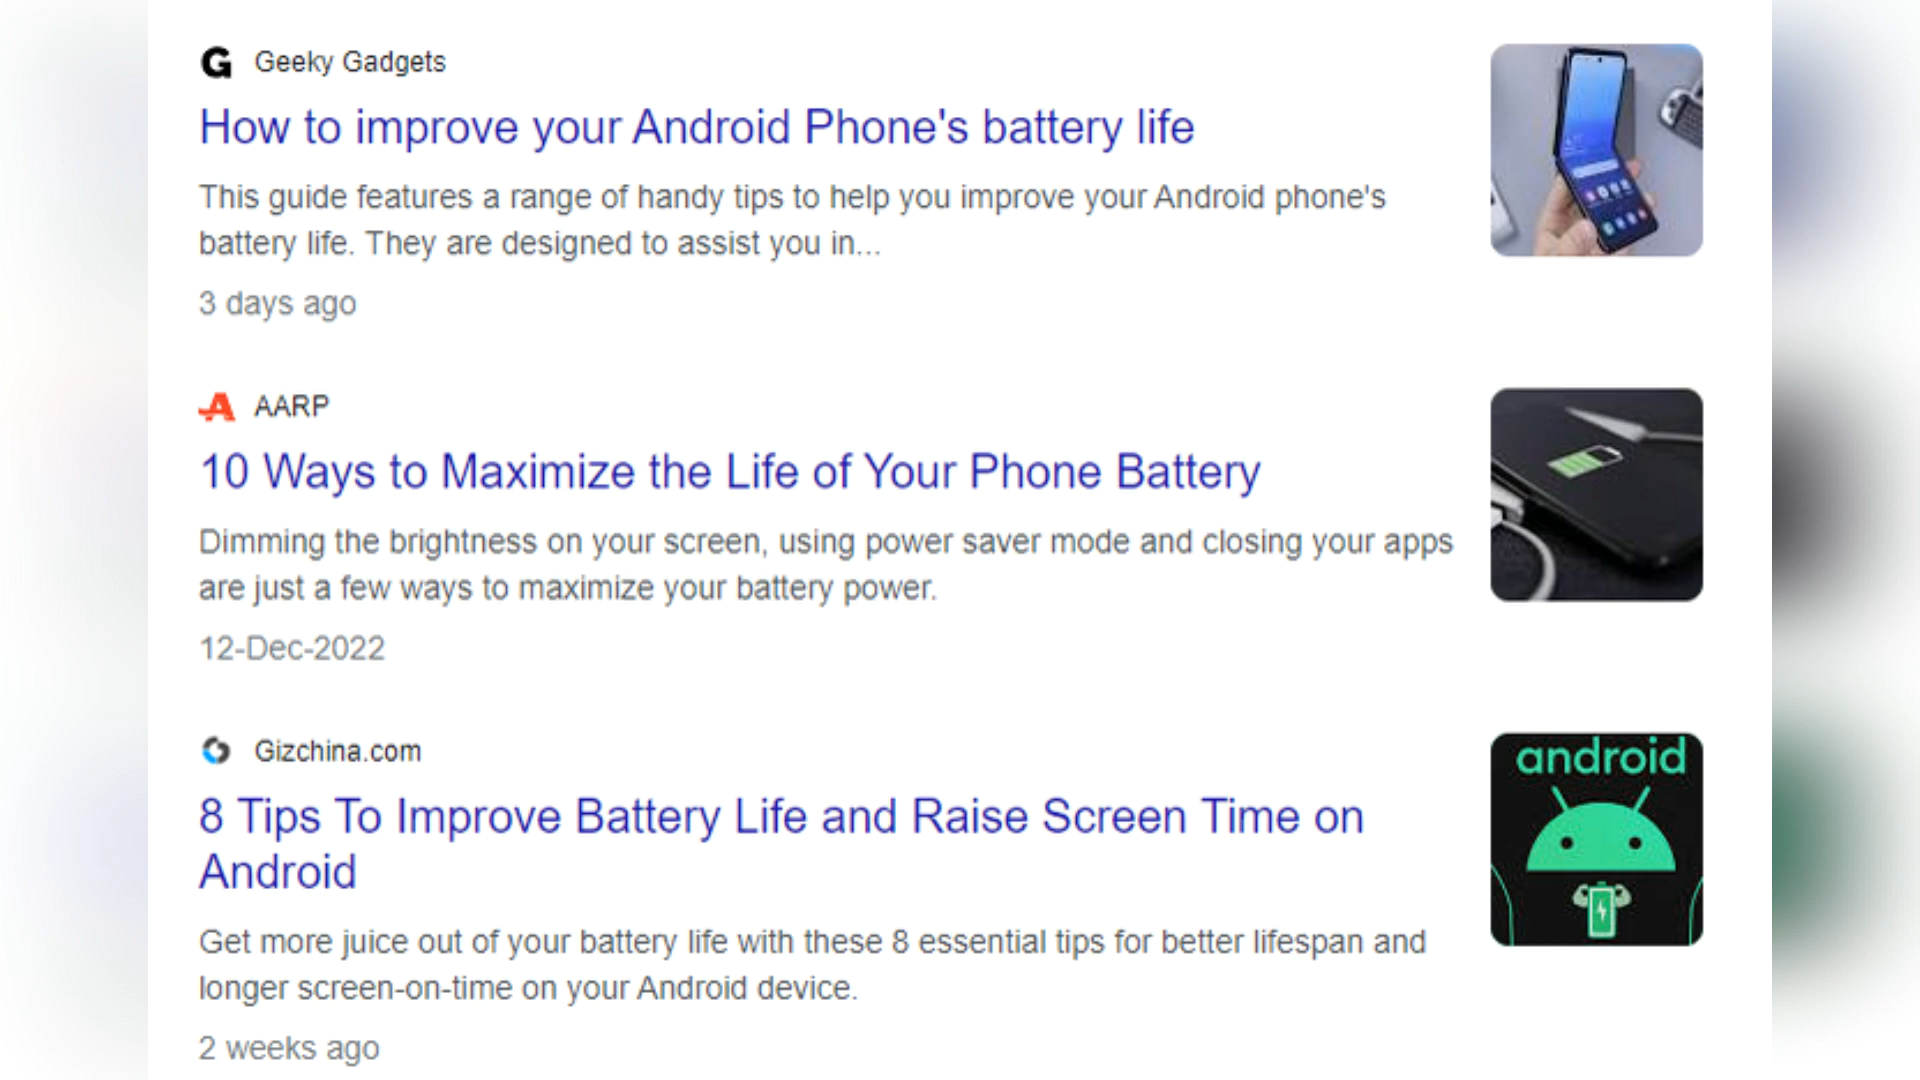 Geeky Gadgets
How to improve your Android Phone's battery life
This guide features a range of handy tips to help you improve your Android phone's
battery life. They are designed to assist you in...
3 days ago
AARP
10 Ways to Maximize the Life of Your Phone Battery
Dimming the brightness on your screen, using power saver mode and closing your apps
are just a few ways to maximize your battery power.
12-Dec-2022
Gizchina.com
8 Tips To Improve Battery Life and Raise Screen Time on
Android
android
Get more juice out of your battery life with these 8 essential tips for better lifespan and
longer screen-on-time on your Android device.
2 weeks ago